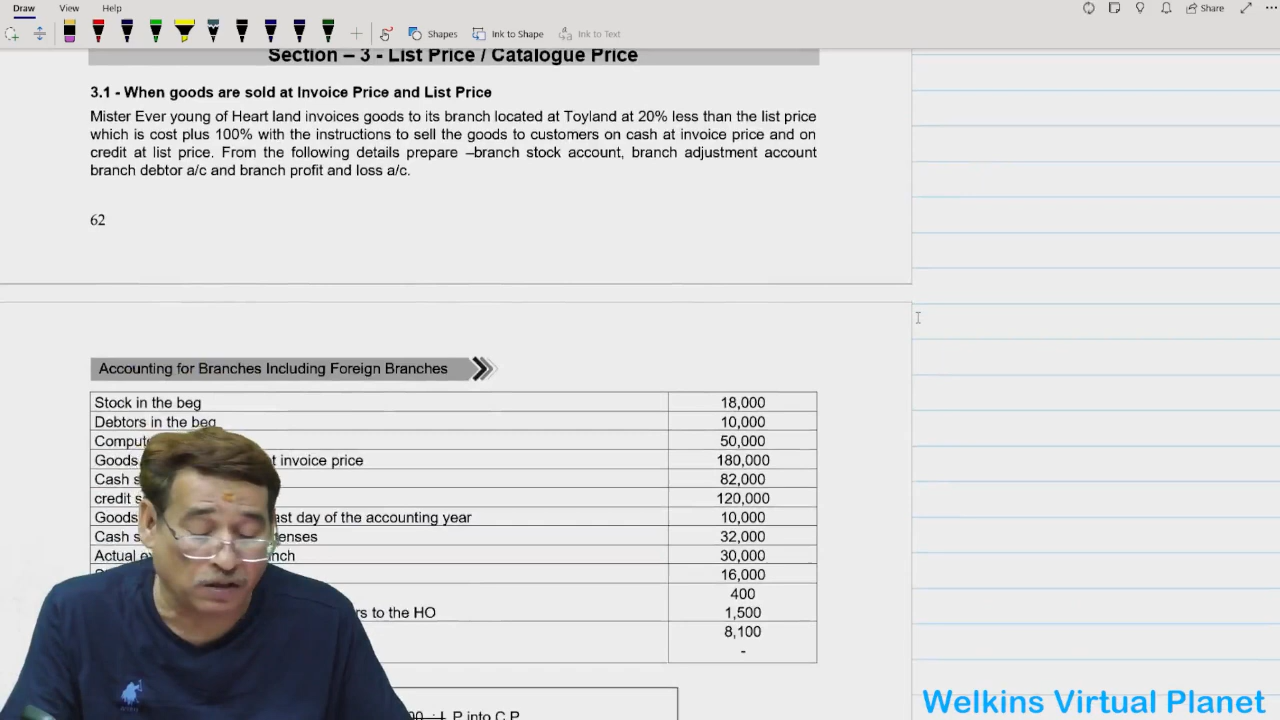 Draw View Help
Share
Shapes Ink to Shape Ink to Text
Section – 3 - List Price / Catalogue Price
3.1 - When goods are sold at Invoice Price and List Price
Mister Ever young of Heart land invoices goods to its branch located at Toyland at 20% less than the list price
which is cost plus 100% with the instructions to sell the goods to customers on cash at invoice price and on
credit at list price. From the following details prepare –branch stock account, branch adjustment account
branch debtor a/c and branch profit and loss a/c.
62
Accounting for Branches Including Foreign Branches
Stock in the beg 18,000
Debtors in the beg 10,000
50,000
Goods invoice price 180,000
Cash 82,000
credit 120,000
Goods day of the accounting year 10,000
Cash 32,000
Actual 30,000
16,000
400
to the HO 1,500
8,100
-
P into C.P
Welkins Virtual Planet